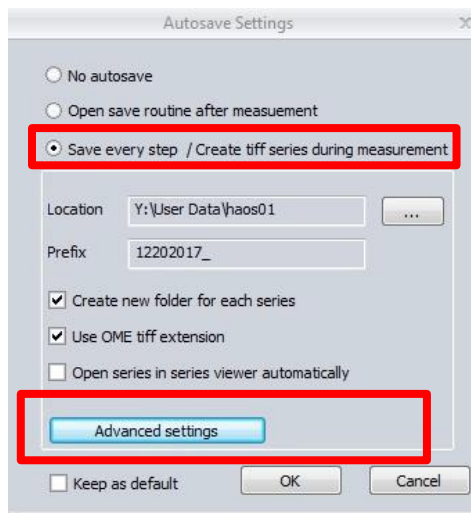 Autosave Settings
No autosave
Open save routine after measuement
Save every step / Create tiff series during measurement
Location Y:\User Data\haos01 ...
Prefix 12202017_
Create new folder for each series
Use OME tiff extension
Open series in series viewer automatically
Advanced settings
Keep as default OK Cancel